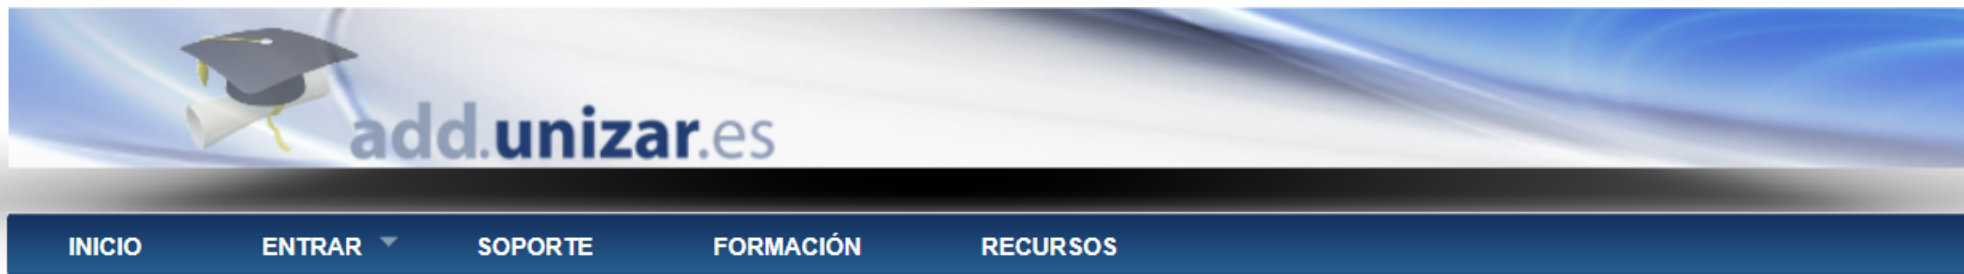 add.unizar.es
INICIO ENTRAR SOPORTE FORMACIÓN RECURSOS